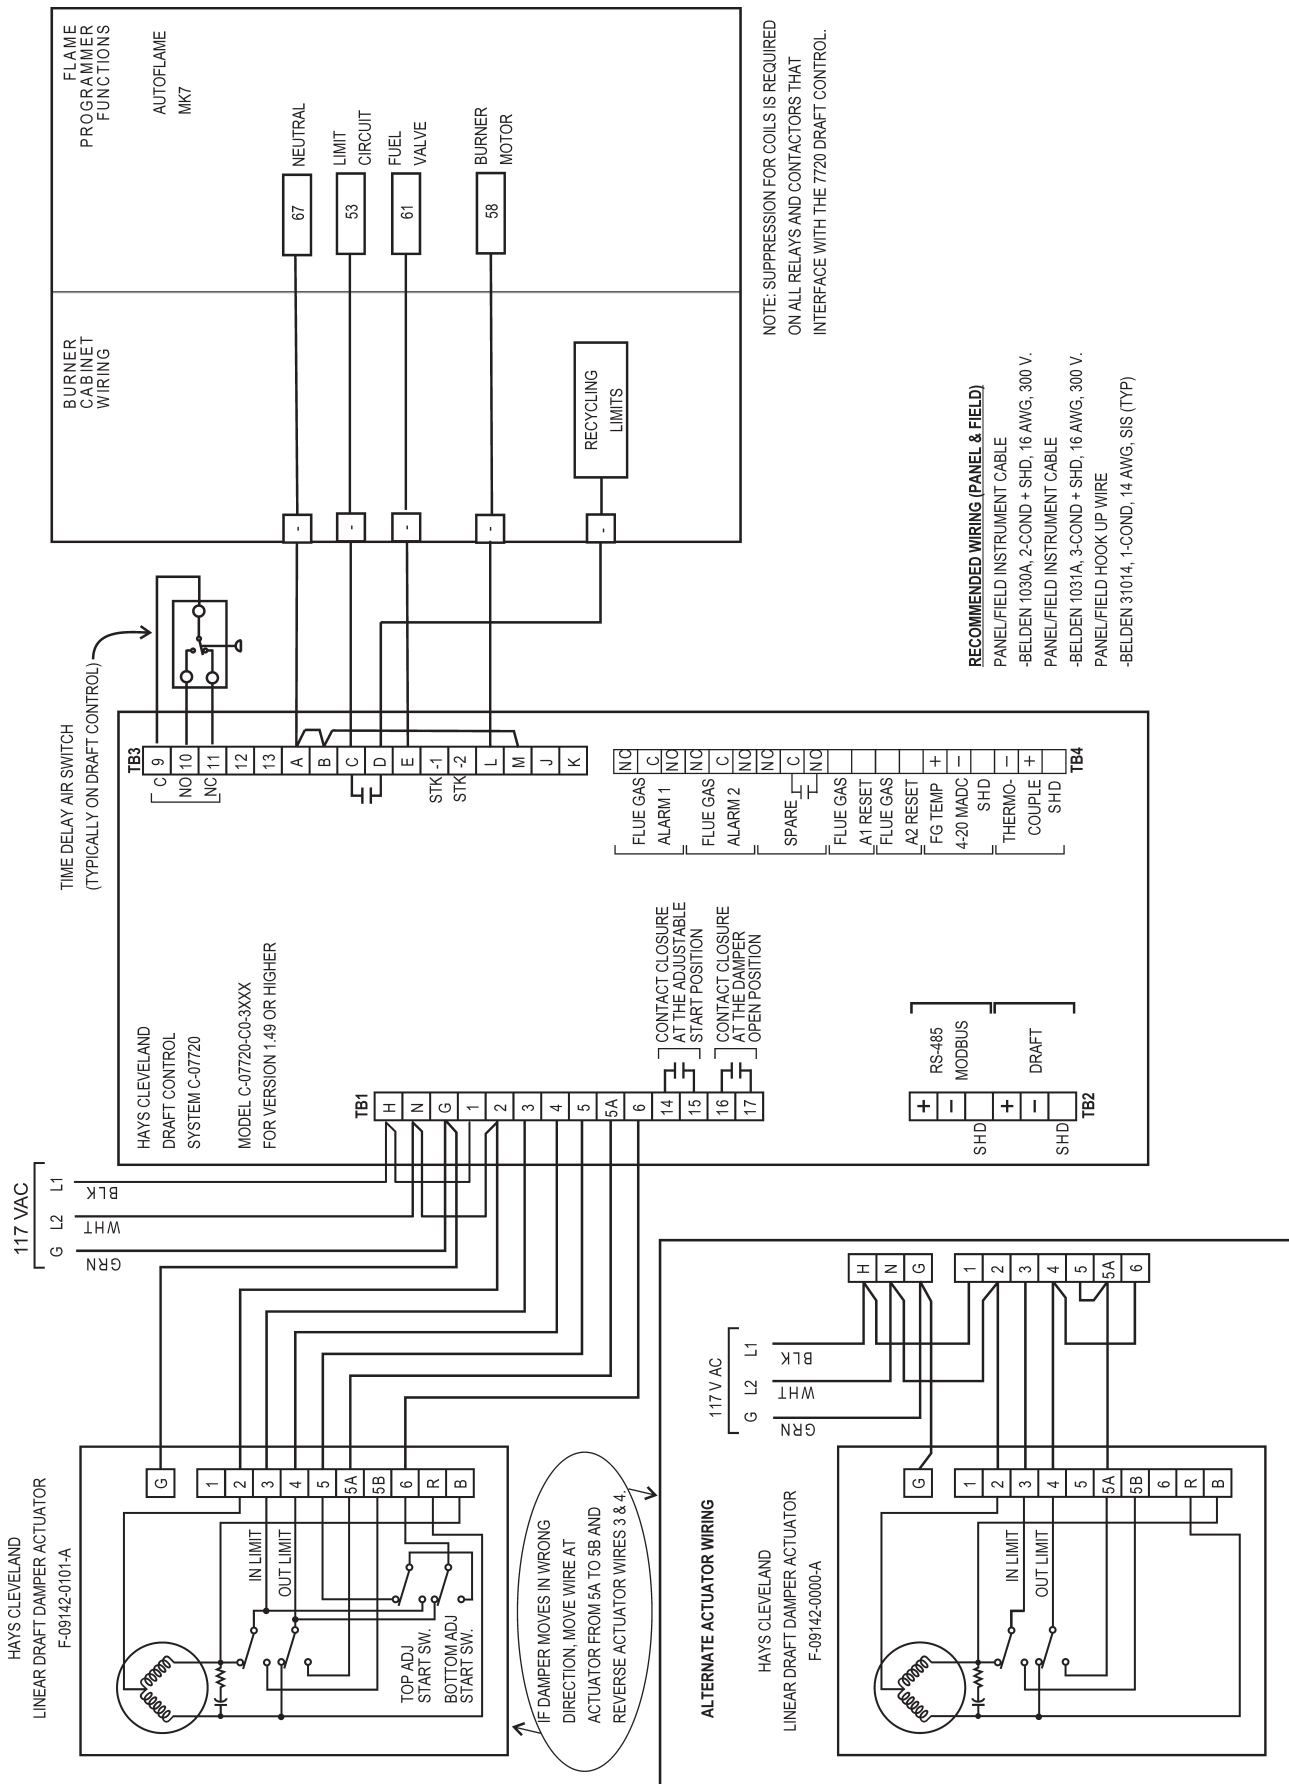 FLAME
PROGRAMMER
FUNCTIONS
AUTOFLAME
MK7
67
NEUTRAL
53
LIMIT
CIRCUIT
61
FUEL
VALVE
58
BURNER
MOTOR
BURNER
CABINET
WIRING
RECYCLING
LIMITS
-
-
-
-
-
NOTE: SUPPRESSION FOR COILS IS REQUIRED
ON ALL RELAYS AND CONTACTORS THAT
INTERFACE WITH THE 7720 DRAFT CONTROL.
RECOMMENDED WIRING (PANEL & FIELD)
PANEL/FIELD INSTRUMENT CABLE
-BELDEN 1030A, 2-COND + SHD, 16 AWG, 300 V.
PANEL/FIELD INSTRUMENT CABLE
-BELDEN 1031A, 3-COND + SHD, 16 AWG, 300 V.
PANEL/FIELD HOOK UP WIRE
-BELDEN 31014, 1-COND, 14 AWG, SIS (TYP)
TIME DELAY AIR SWITCH
(TYPICALLY ON DRAFT CONTROL)
TB3
C 9
NO 10
NC 11
12
13
A
B
C
D
E
STK -1
STK -2
L
M
J
K
NC
C
NO
NC
C
NO
NC
C
NO
+
−
−
+
TB4
FLUE GAS
ALARM 1
FLUE GAS
ALARM 2
SPARE
FLUE GAS
A1 RESET
FLUE GAS
A2 RESET
FG TEMP
4-20 MADC
SHD
THERMO-
COUPLE
SHD
HAYS CLEVELAND
DRAFT CONTROL
SYSTEM C-07720
MODEL C-07720-C0-3XXX
FOR VERSION 1.49 OR HIGHER
CONTACT CLOSURE
AT THE ADJUSTABLE
START POSITION
CONTACT CLOSURE
AT THE DAMPER
OPEN POSITION
TB1
H
N
G
1
2
3
4
5
5A
6
14
15
16
17
RS-485
MODBUS
DRAFT
+
−
SHD
+
−
SHD
TB2
117 VAC
G
L2
L1
GRN
WHT
BLK
HAYS CLEVELAND
LINEAR DRAFT DAMPER ACTUATOR
F-09142-0101-A
G
1
2
3
4
5
5A
5B
6
R
B
IN LIMIT
OUT LIMIT
TOP ADJ
START SW.
BOTTOM ADJ
START SW.
IF DAMPER MOVES IN WRONG
DIRECTION, MOVE WIRE AT
ACTUATOR FROM 5A TO 5B AND
REVERSE ACTUATOR WIRES 3 & 4.
ALTERNATE ACTUATOR WIRING
HAYS CLEVELAND
LINEAR DRAFT DAMPER ACTUATOR
F-09142-0000-A
117 V AC
G
L2
L1
GRN
WHT
BLK
H
N
G
1
2
3
4
5
5A
6
G
1
2
3
4
5
5A
5B
6
R
B
IN LIMIT
OUT LIMIT